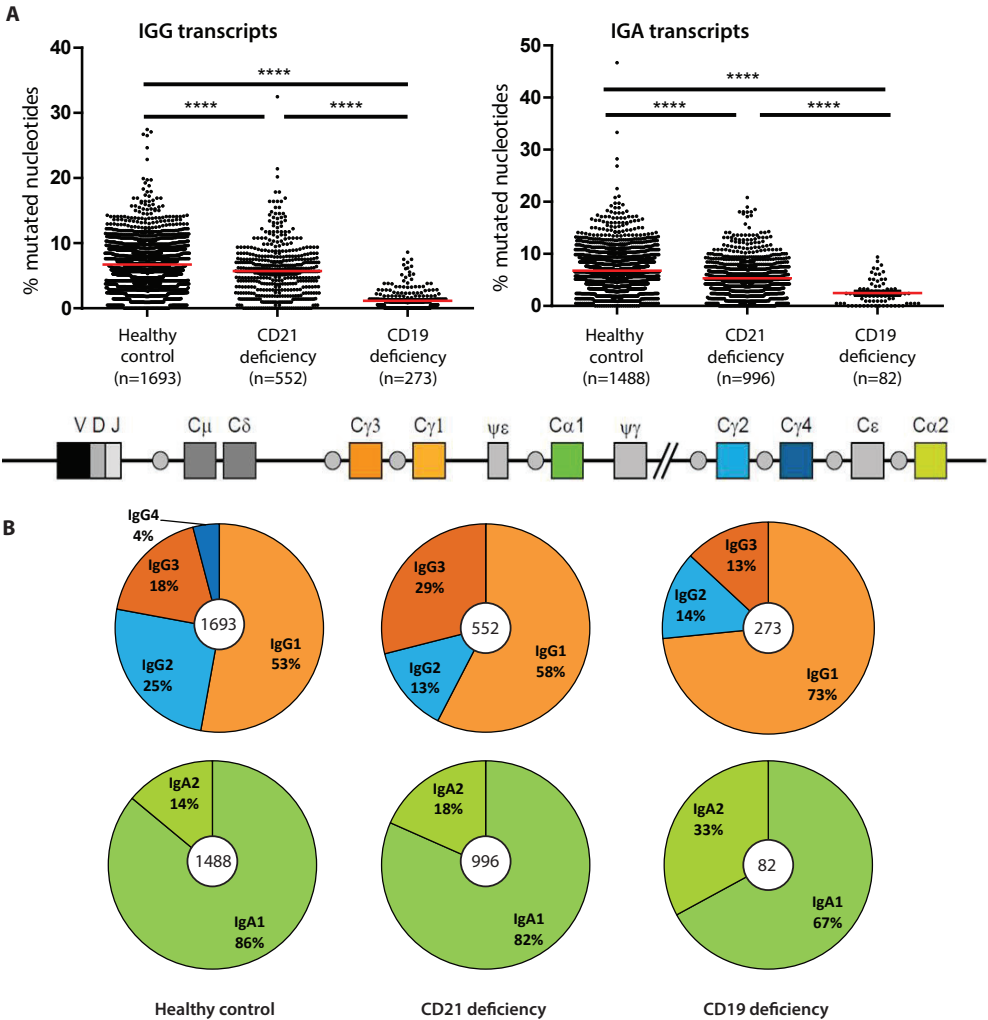 A
IGG transcripts
% mutated nucleotides
40
30
20
10
0
****
****
****
Healthy
control
(n=1693)
CD21
deficiency
(n=552)
CD19
deficiency
(n=273)
IGA transcripts
% mutated nucleotides
50
40
30
20
10
0
****
****
****
Healthy
control
(n=1488)
CD21
deficiency
(n=996)
CD19
deficiency
(n=82)
V D J Cμ Cδ Cγ3 Cγ1 ψε Cα1 ψγ Cγ2 Cγ4 Cε Cα2
B
IgG4
4%
IgG3
18%
IgG2
25%
IgG1
53%
1693
IgG3
29%
IgG2
13%
IgG1
58%
552
IgG3
13%
IgG2
14%
IgG1
73%
273
IgA2
14%
1488
IgA1
86%
IgA2
18%
996
IgA1
82%
IgA2
33%
82
IgA1
67%
Healthy control
CD21 deficiency
CD19 deficiency